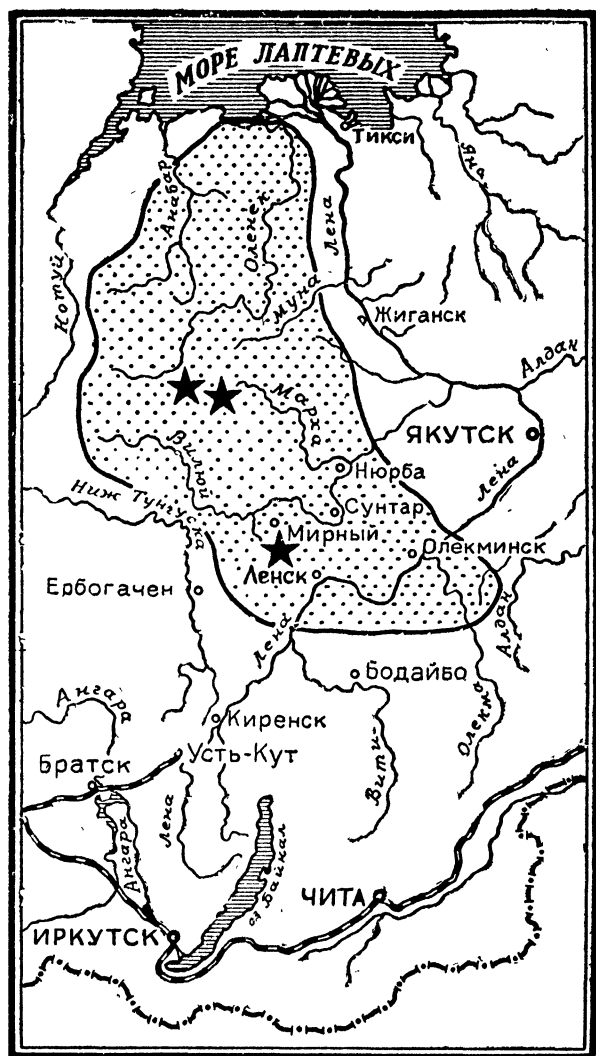 МОРЕ ЛАПТЕВЫХ
Тикси
Яна
Анабар
Оленек
Лена
Котуй
Муна
Жиганск
Алдан
Марха
ЯКУТСК
Вилюй
Нюрба
Лена
Ниж Тунгуска
Сунтар
Мирный
Олекминск
Ленск
Ербогачен
Алдан
Лена
Бодайбо
Ангара
Киренск
Олекма
Усть-Кут
Братск
Вити-
Лена
Ангара
оз Байкал
ЧИТА
ИРКУТСК